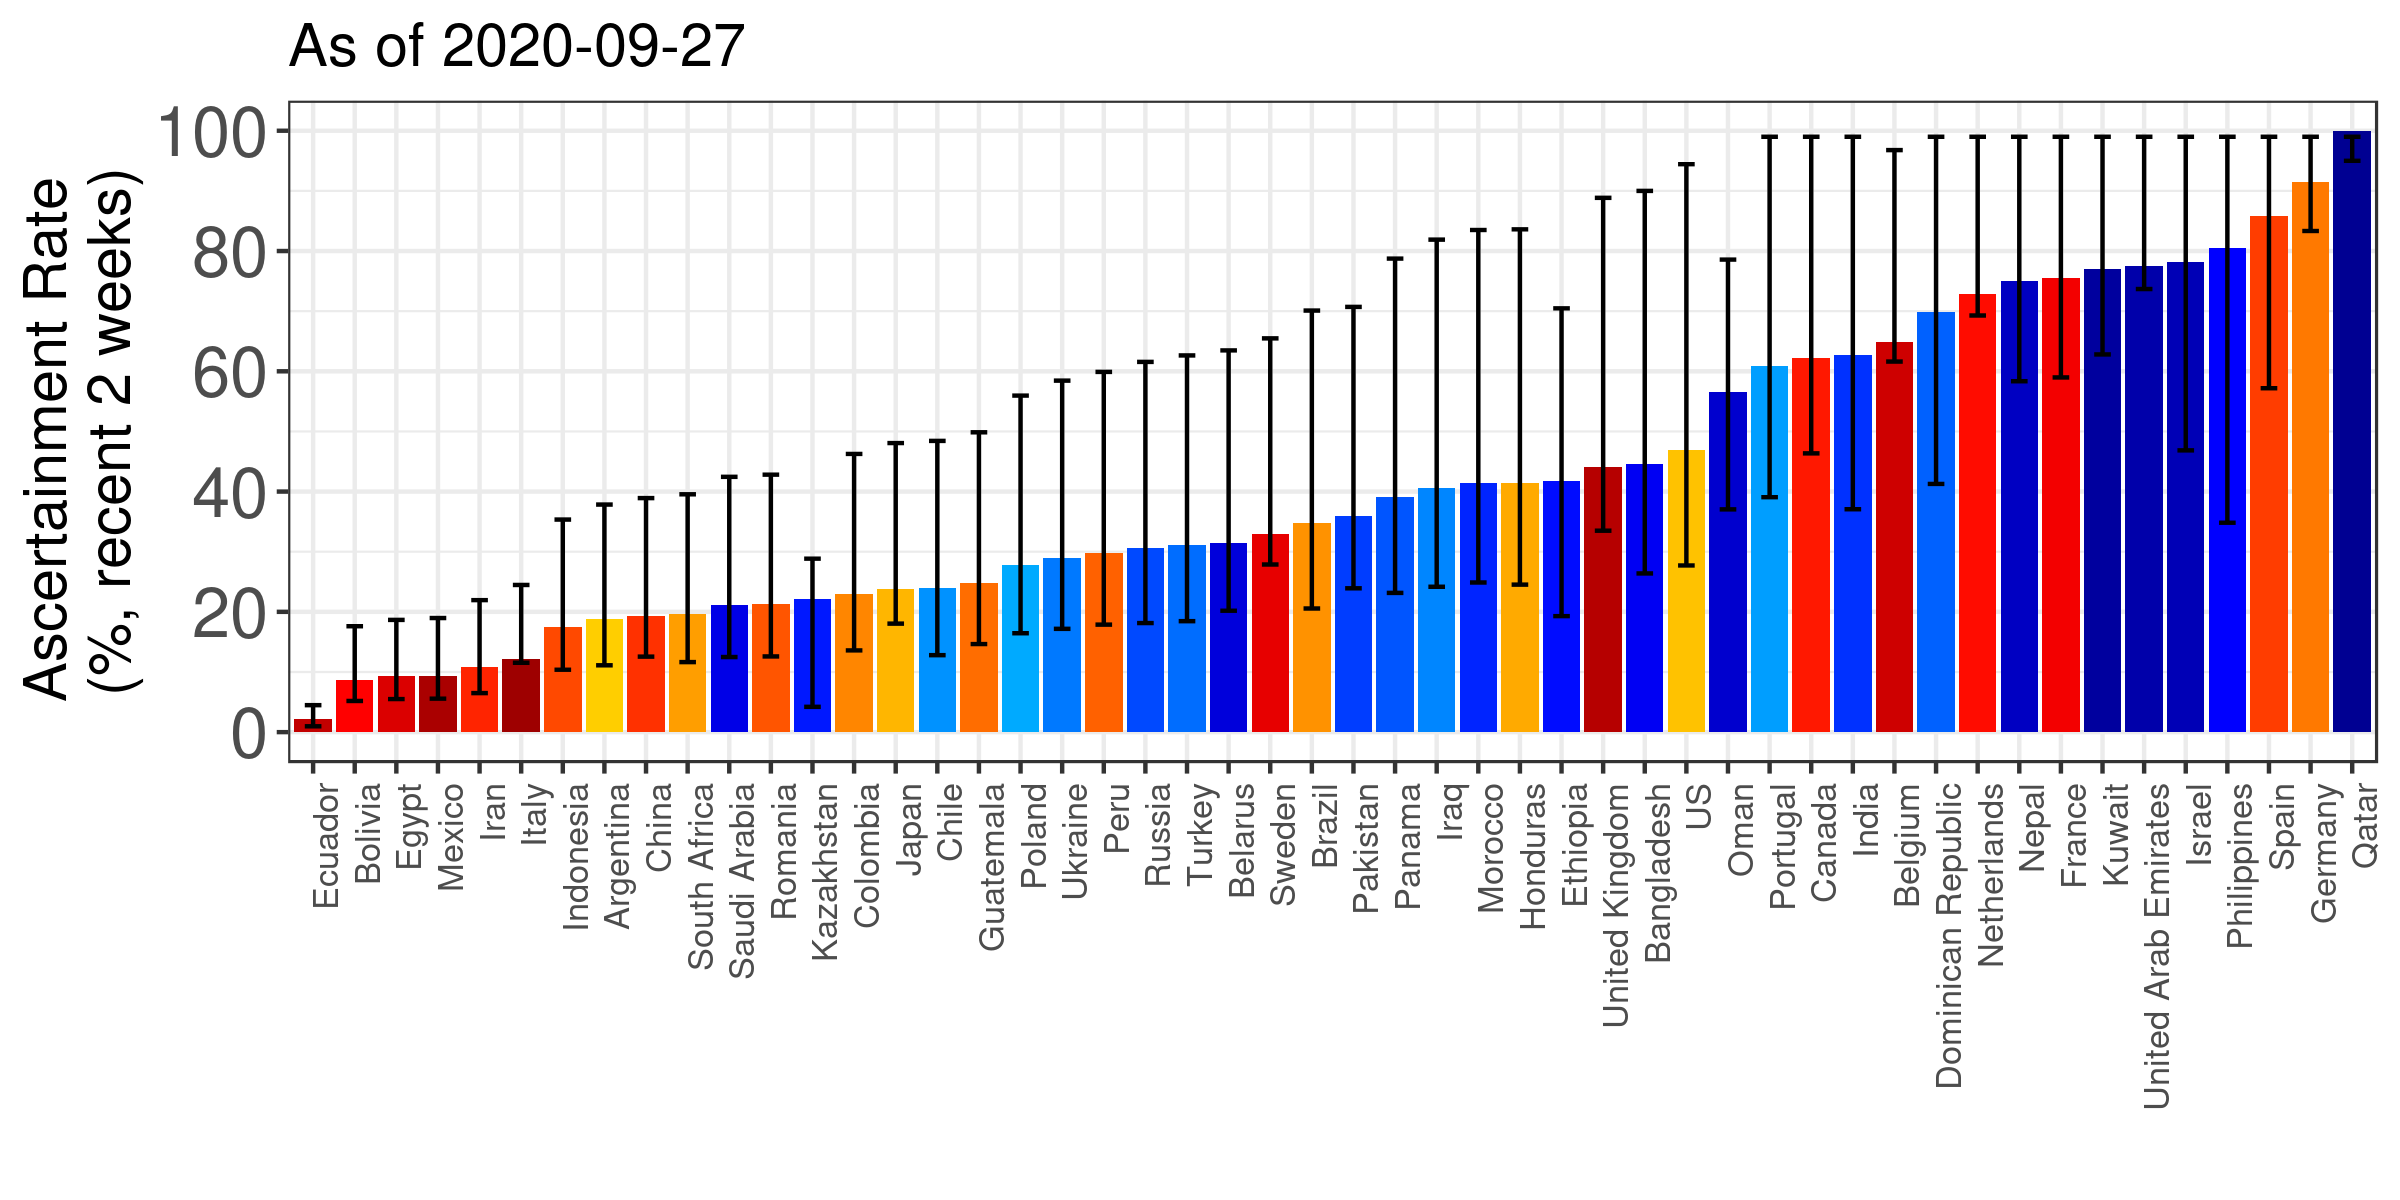 As of 2020-09-27
Ascertainment Rate
(%, recent 2 weeks)
100
80
60
40
20
0
Ecuador
Bolivia
Egypt
Mexico
Iran
Italy
Indonesia
Argentina
China
South Africa
Saudi Arabia
Romania
Kazakhstan
Colombia
Japan
Chile
Guatemala
Poland
Ukraine
Peru
Russia
Turkey
Belarus
Sweden
Brazil
Pakistan
Panama
Iraq
Morocco
Honduras
Ethiopia
United Kingdom
Bangladesh
US
Oman
Portugal
Canada
India
Belgium
Dominican Republic
Netherlands
Nepal
France
Kuwait
United Arab Emirates
Israel
Philippines
Spain
Germany
Qatar